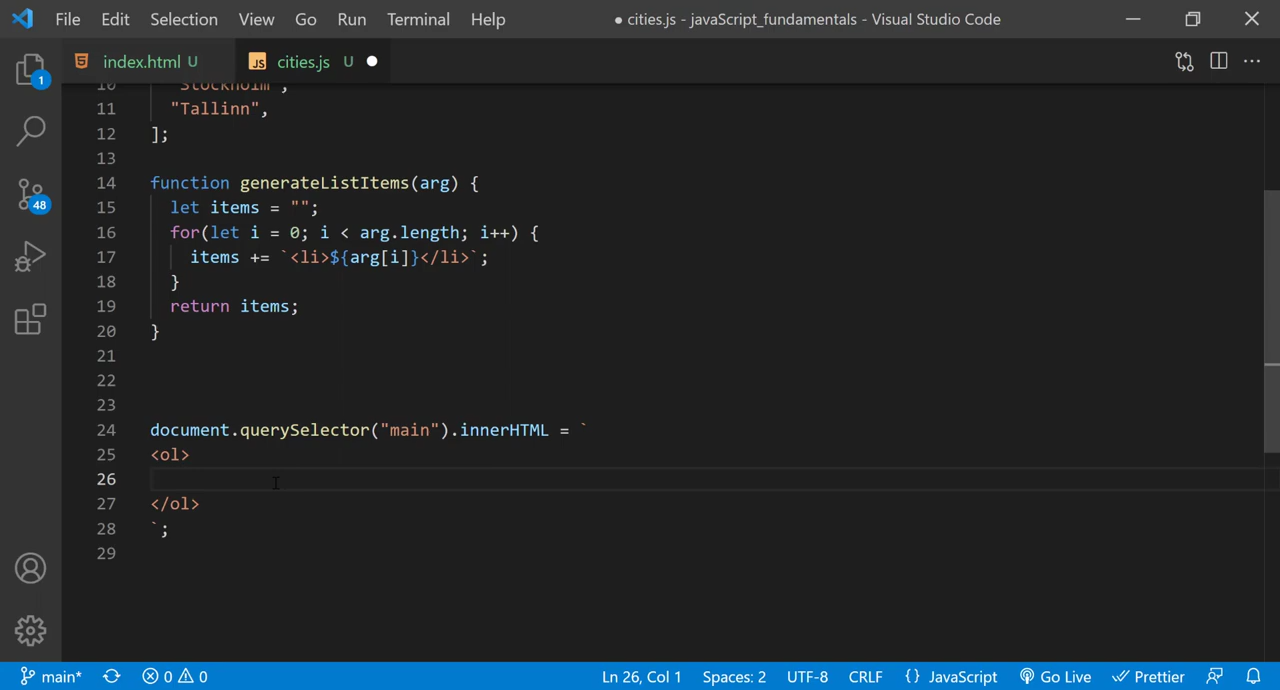 File Edit Selection View Go Run Terminal Help
● cities.js - javaScript_fundamentals - Visual Studio Code
index.html U
JS cities.js U
1
48
10 "Stockholm",
11 "Tallinn",
12 ];
13
14 function generateListItems(arg) {
15 let items = "";
16 for(let i = 0; i < arg.length; i++) {
17 items += `<li>${arg[i]}</li>`;
18 }
19 return items;
20 }
21
22
23
24 document.querySelector("main").innerHTML = `
25 <ol>
26
27 </ol>
28 `;
29
main* 0 0 Ln 26, Col 1 Spaces: 2 UTF-8 CRLF {} JavaScript Go Live Prettier